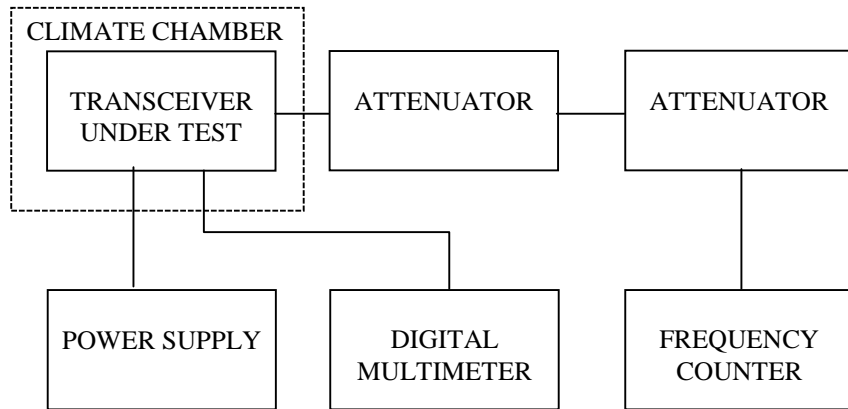 CLIMATE CHAMBER
TRANSCEIVER
UNDER TEST
ATTENUATOR
ATTENUATOR
POWER SUPPLY
DIGITAL
MULTIMETER
FREQUENCY
COUNTER